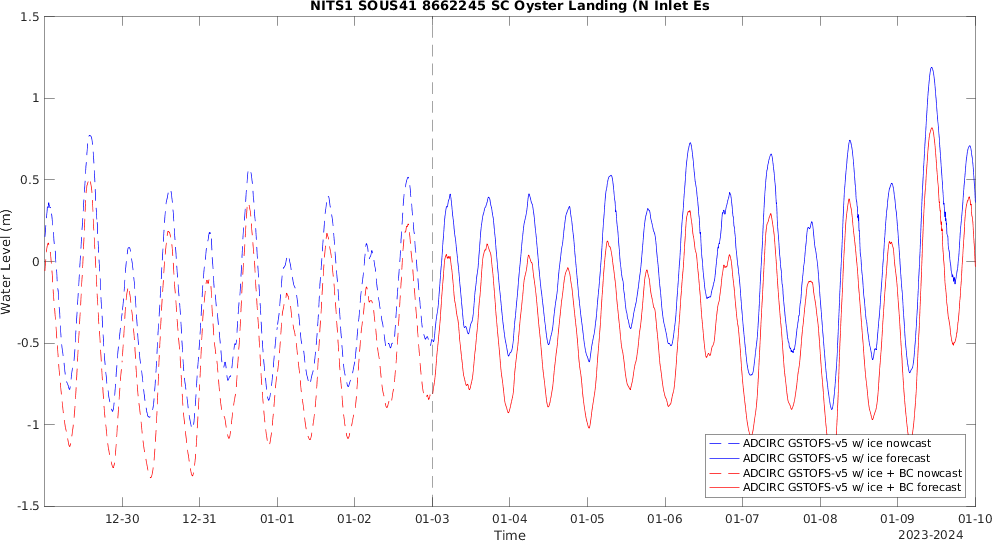 NITS1 SOUS41 8662245 SC Oyster Landing (N Inlet Es
1.5
1
0.5
0
-0.5
-1
-1.5
Water Level (m)
12-30
12-31
01-01
01-02
01-03
01-04
01-05
01-06
01-07
01-08
01-09
01-10
Time
2023-2024
ADCIRC GSTOFS-v5 w/ ice nowcast
ADCIRC GSTOFS-v5 w/ ice forecast
ADCIRC GSTOFS-v5 w/ ice + BC nowcast
ADCIRC GSTOFS-v5 w/ ice + BC forecast